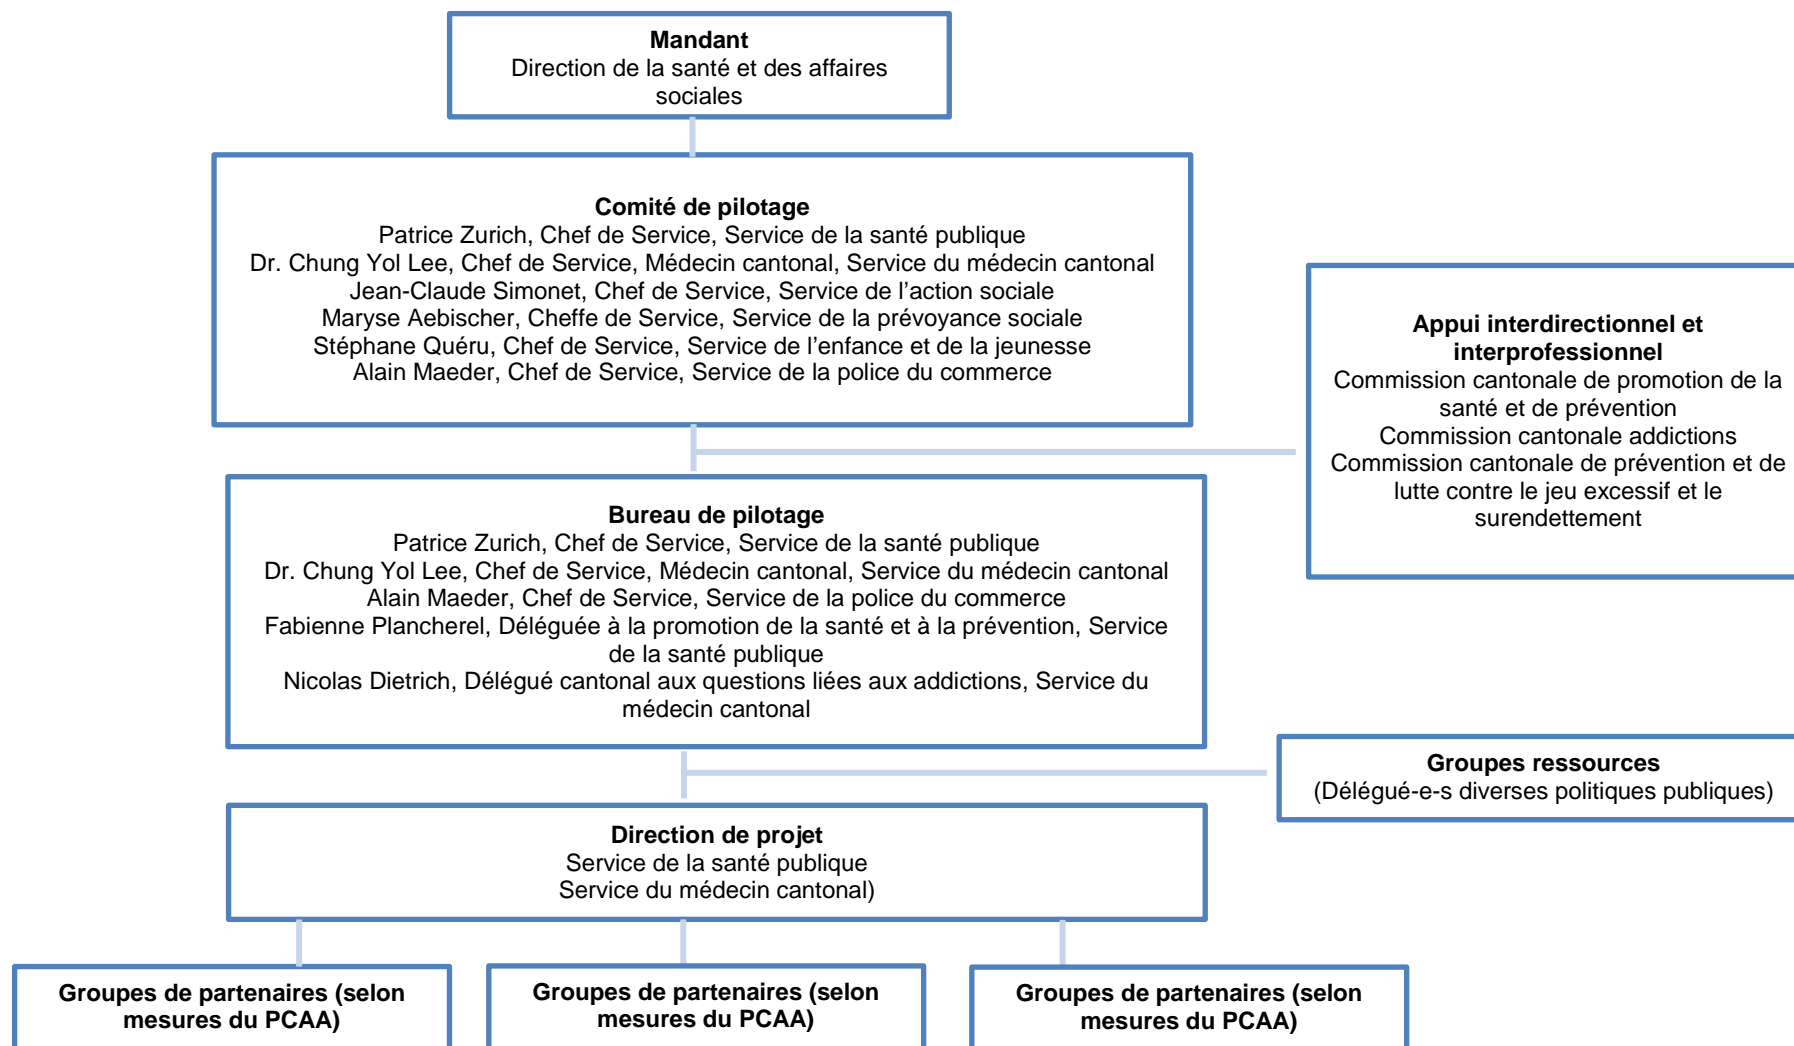 Mandant
Direction de la santé et des affaires
sociales
Comité de pilotage
Patrice Zurich, Chef de Service, Service de la santé publique
Dr. Chung Yol Lee, Chef de Service, Médecin cantonal, Service du médecin cantonal
Jean-Claude Simonet, Chef de Service, Service de l’action sociale
Maryse Aebischer, Cheffe de Service, Service de la prévoyance sociale
Stéphane Quéru, Chef de Service, Service de l’enfance et de la jeunesse
Alain Maeder, Chef de Service, Service de la police du commerce
Appui interdirectionnel et
interprofessionnel
Commission cantonale de promotion de la
santé et de prévention
Commission cantonale addictions
Commission cantonale de prévention et de
lutte contre le jeu excessif et le
surendettement
Bureau de pilotage
Patrice Zurich, Chef de Service, Service de la santé publique
Dr. Chung Yol Lee, Chef de Service, Médecin cantonal, Service du médecin cantonal
Alain Maeder, Chef de Service, Service de la police du commerce
Fabienne Plancherel, Déléguée à la promotion de la santé et à la prévention, Service
de la santé publique
Nicolas Dietrich, Délégué cantonal aux questions liées aux addictions, Service du
médecin cantonal
Groupes ressources
(Délégué-e-s diverses politiques publiques)
Direction de projet
Service de la santé publique
Service du médecin cantonal)
Groupes de partenaires (selon
mesures du PCAA)
Groupes de partenaires (selon
mesures du PCAA)
Groupes de partenaires (selon
mesures du PCAA)